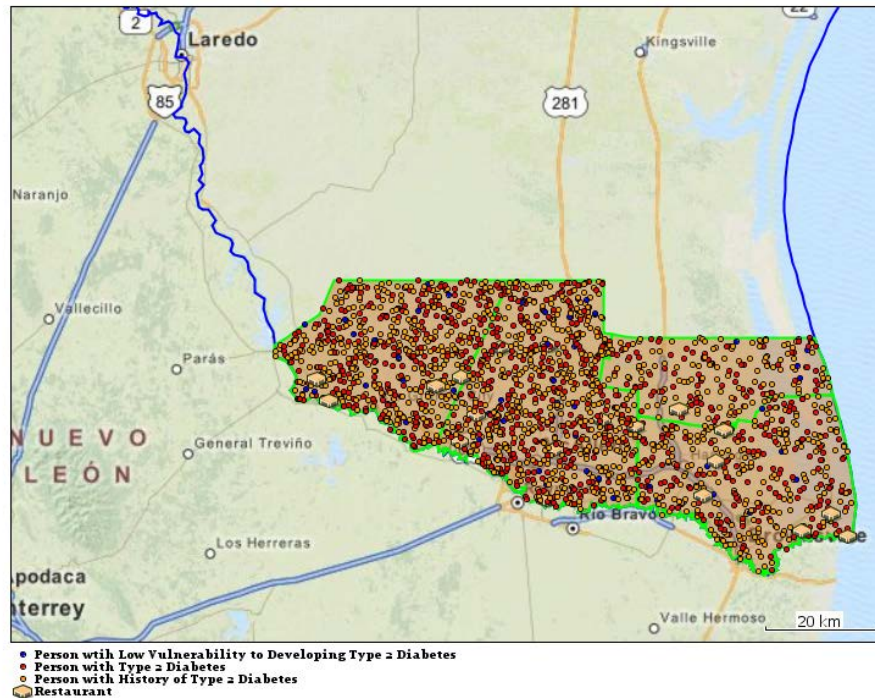 2
22
Laredo
Kingsville
85
281
Naranjo
Vallecillo
Parás
NUEVO
LEÓN
General Treviño
Río Bravo
Los Herreras
Apodaca
nterrey
Valle Hermoso
20 km
Person wtih Low Vulnerability to Developing Type 2 Diabetes
Person with Type 2 Diabetes
Person with History of Type 2 Diabetes
Restaurant